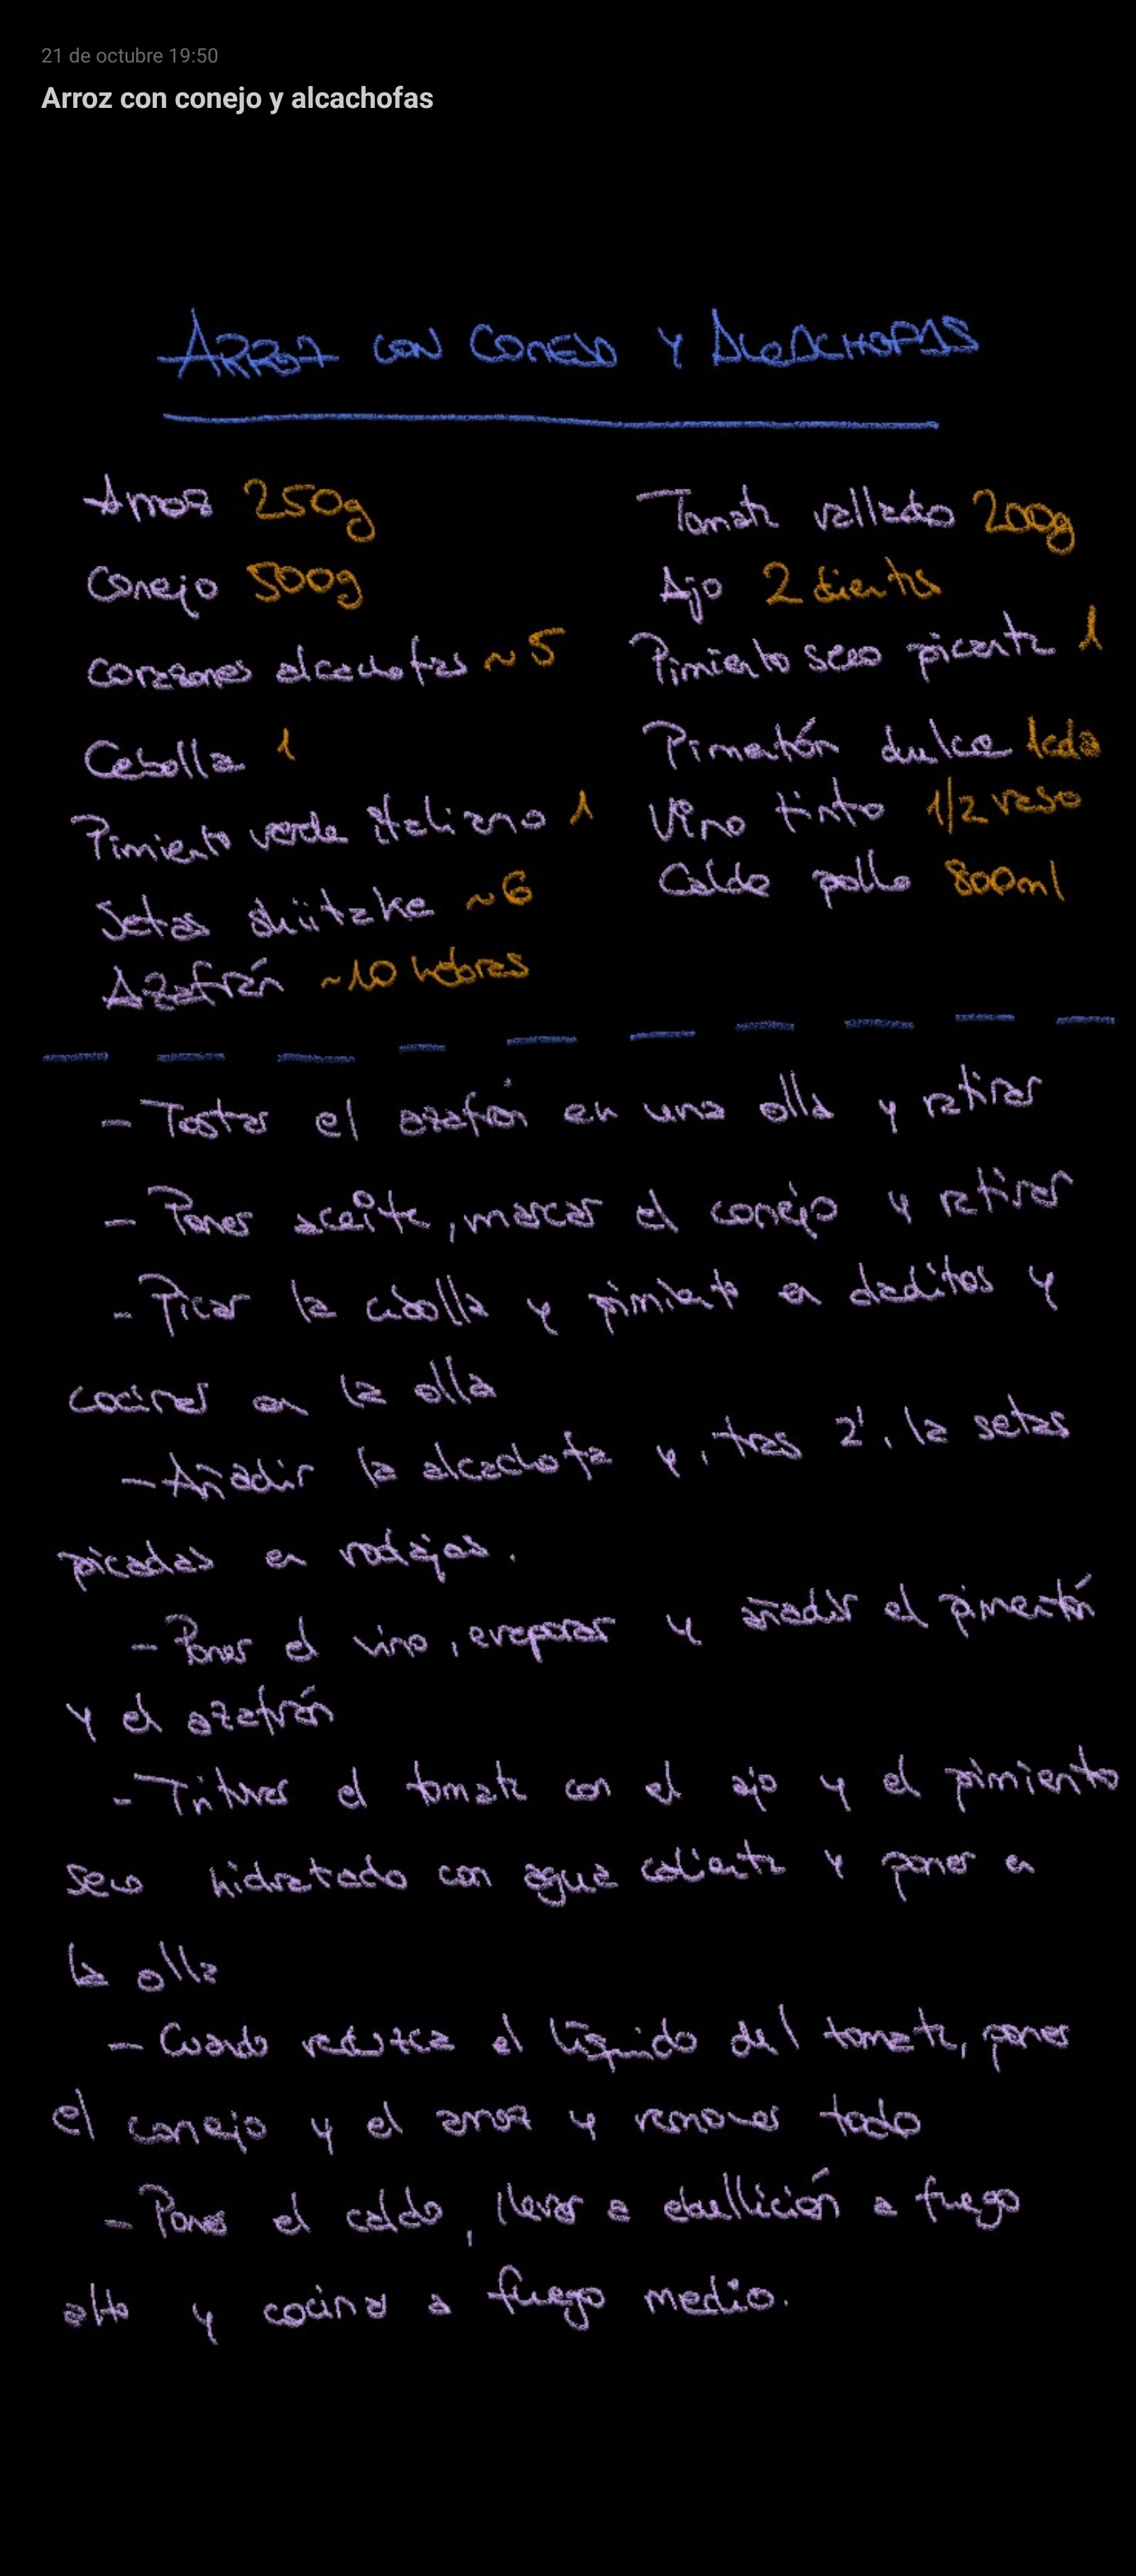 21 de octubre 19:50
Arroz con conejo y alcachofas
ARROZ CON CONEJO Y ALCACHOFAS
Arroz 250g
Conejo 500g
Corazones alcachofas ~5
Cebolla 1
Pimiento verde italiano 1
Setas shiitake ~6
Azafrán ~10 hebras
Tomate rallado 200g
Ajo 2 dientes
Pimiento seco picante 1
Pimentón dulce 1cda
Vino tinto 1/2 vaso
Caldo pollo 800ml
- Tostar el azafrán en una olla y retirar
- Poner aceite, marcar el conejo y retirar
- Picar la cebolla y pimiento en daditos y
cocinar en la olla
- Añadir la alcachofa y, tras 2', la setas
picadas en rodajas.
- Poner el vino, evaporar y añadir el pimentón
y el azafrán
- Triturar el tomate con el ajo y el pimiento
seco hidratado con agua caliente y poner en
la olla
- Cuando reduzca el líquido del tomate, poner
el conejo y el arroz y remover todo
- Poner el caldo, llevar a ebullición a fuego
alto y cocinar a fuego medio.